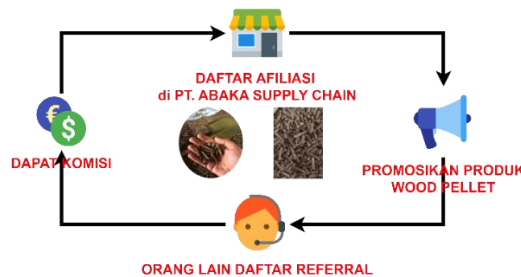 DAFTAR AFILIASI
di PT. ABAKA SUPPLY CHAIN
DAPAT KOMISI
PROMOSIKAN PRODUK
WOOD PELLET
ORANG LAIN DAFTAR REFERRAL